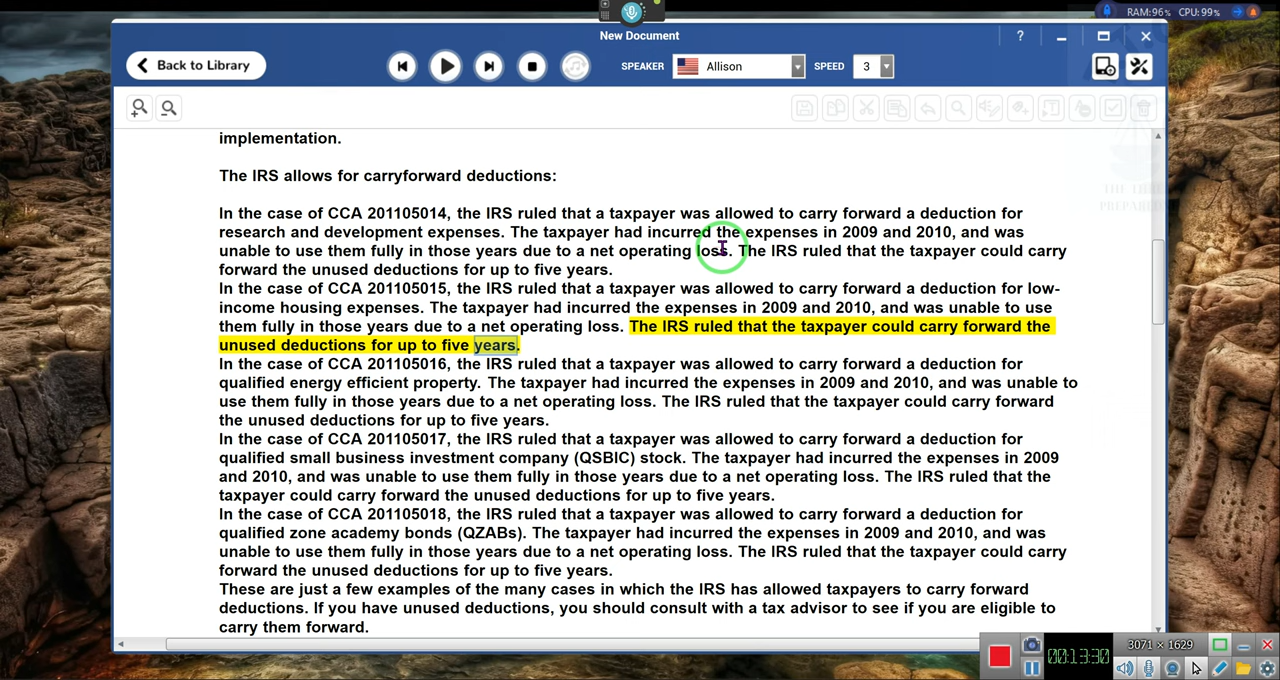 RAM:96% CPU:99%
New Document
?
Back to Library
SPEAKER
Allison
SPEED
3
implementation.
The IRS allows for carryforward deductions:
In the case of CCA 201105014, the IRS ruled that a taxpayer was allowed to carry forward a deduction for
research and development expenses. The taxpayer had incurred the expenses in 2009 and 2010, and was
unable to use them fully in those years due to a net operating loss. The IRS ruled that the taxpayer could carry
forward the unused deductions for up to five years.
In the case of CCA 201105015, the IRS ruled that a taxpayer was allowed to carry forward a deduction for low-
income housing expenses. The taxpayer had incurred the expenses in 2009 and 2010, and was unable to use
them fully in those years due to a net operating loss. The IRS ruled that the taxpayer could carry forward the
unused deductions for up to five years.
In the case of CCA 201105016, the IRS ruled that a taxpayer was allowed to carry forward a deduction for
qualified energy efficient property. The taxpayer had incurred the expenses in 2009 and 2010, and was unable to
use them fully in those years due to a net operating loss. The IRS ruled that the taxpayer could carry forward
the unused deductions for up to five years.
In the case of CCA 201105017, the IRS ruled that a taxpayer was allowed to carry forward a deduction for
qualified small business investment company (QSBIC) stock. The taxpayer had incurred the expenses in 2009
and 2010, and was unable to use them fully in those years due to a net operating loss. The IRS ruled that the
taxpayer could carry forward the unused deductions for up to five years.
In the case of CCA 201105018, the IRS ruled that a taxpayer was allowed to carry forward a deduction for
qualified zone academy bonds (QZABs). The taxpayer had incurred the expenses in 2009 and 2010, and was
unable to use them fully in those years due to a net operating loss. The IRS ruled that the taxpayer could carry
forward the unused deductions for up to five years.
These are just a few examples of the many cases in which the IRS has allowed taxpayers to carry forward
deductions. If you have unused deductions, you should consult with a tax advisor to see if you are eligible to
carry them forward.
00:13:30
3071 × 1629